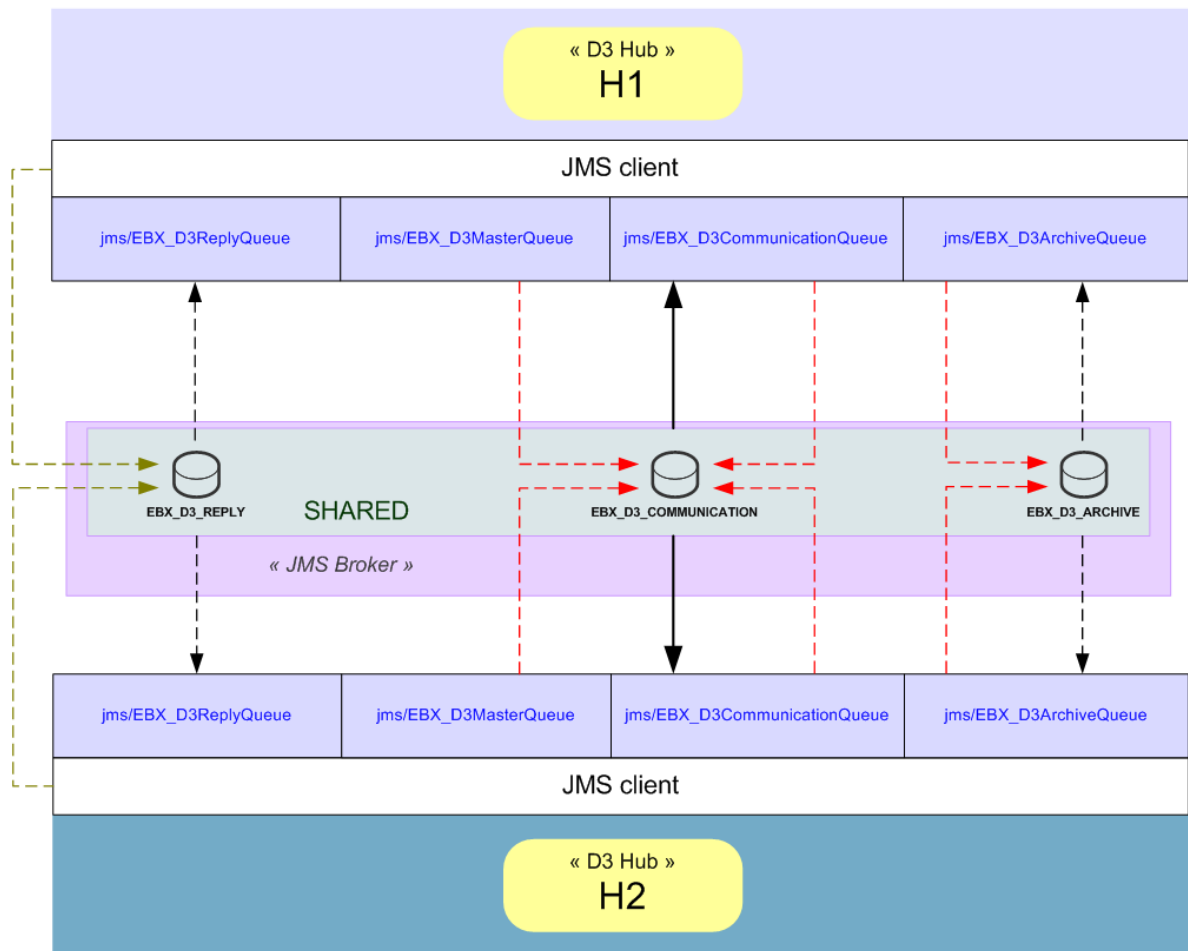 « D3 Hub »
H1
JMS client
jms/EBX_D3ReplyQueue
jms/EBX_D3MasterQueue
jms/EBX_D3CommunicationQueue
jms/EBX_D3ArchiveQueue
EBX_D3_REPLY
SHARED
EBX_D3_COMMUNICATION
EBX_D3_ARCHIVE
« JMS Broker »
jms/EBX_D3ReplyQueue
jms/EBX_D3MasterQueue
jms/EBX_D3CommunicationQueue
jms/EBX_D3ArchiveQueue
JMS client
« D3 Hub »
H2